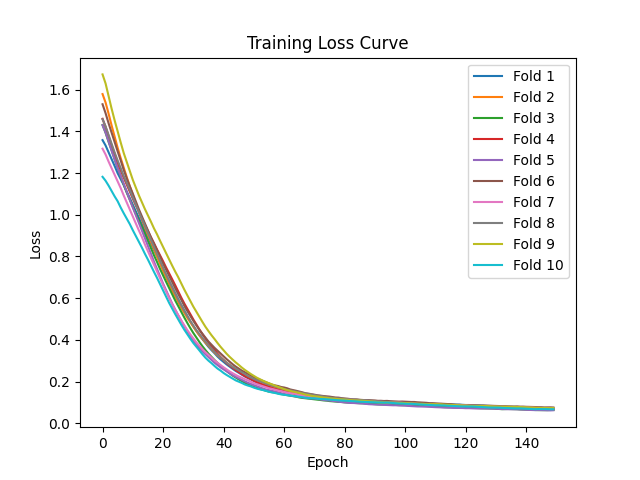 Training Loss Curve
Loss
1.6
1.4
1.2
1.0
0.8
0.6
0.4
0.2
0.0
Fold 1
Fold 2
Fold 3
Fold 4
Fold 5
Fold 6
Fold 7
Fold 8
Fold 9
Fold 10
0 20 40 60 80 100 120 140
Epoch